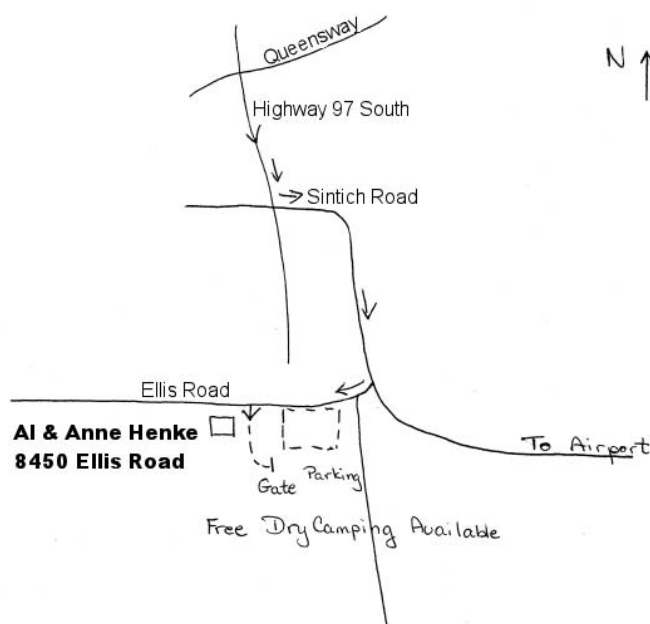 Queensway
N
Highway 97 South
Sintich Road
Ellis Road
Al & Anne Henke
8450 Ellis Road
To Airport
Gate
Parking
Free Dry Camping Available